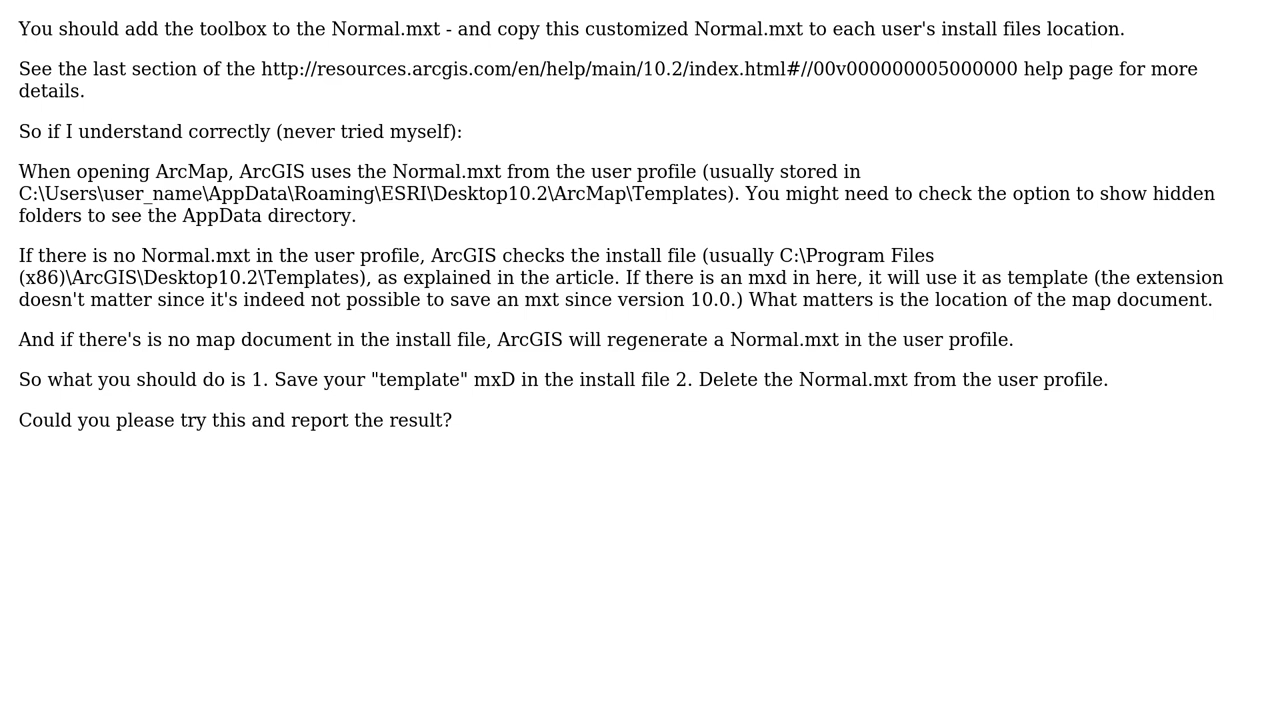 You should add the toolbox to the Normal.mxt - and copy this customized Normal.mxt to each user's install files location.
See the last section of the http://resources.arcgis.com/en/help/main/10.2/index.html#//00v000000005000000 help page for more
details.
So if I understand correctly (never tried myself):
When opening ArcMap, ArcGIS uses the Normal.mxt from the user profile (usually stored in
C:\Users\user_name\AppData\Roaming\ESRI\Desktop10.2\ArcMap\Templates). You might need to check the option to show hidden
folders to see the AppData directory.
If there is no Normal.mxt in the user profile, ArcGIS checks the install file (usually C:\Program Files
(x86)\ArcGIS\Desktop10.2\Templates), as explained in the article. If there is an mxd in here, it will use it as template (the extension
doesn't matter since it's indeed not possible to save an mxt since version 10.0.) What matters is the location of the map document.
And if there's is no map document in the install file, ArcGIS will regenerate a Normal.mxt in the user profile.
So what you should do is 1. Save your "template" mxD in the install file 2. Delete the Normal.mxt from the user profile.
Could you please try this and report the result?